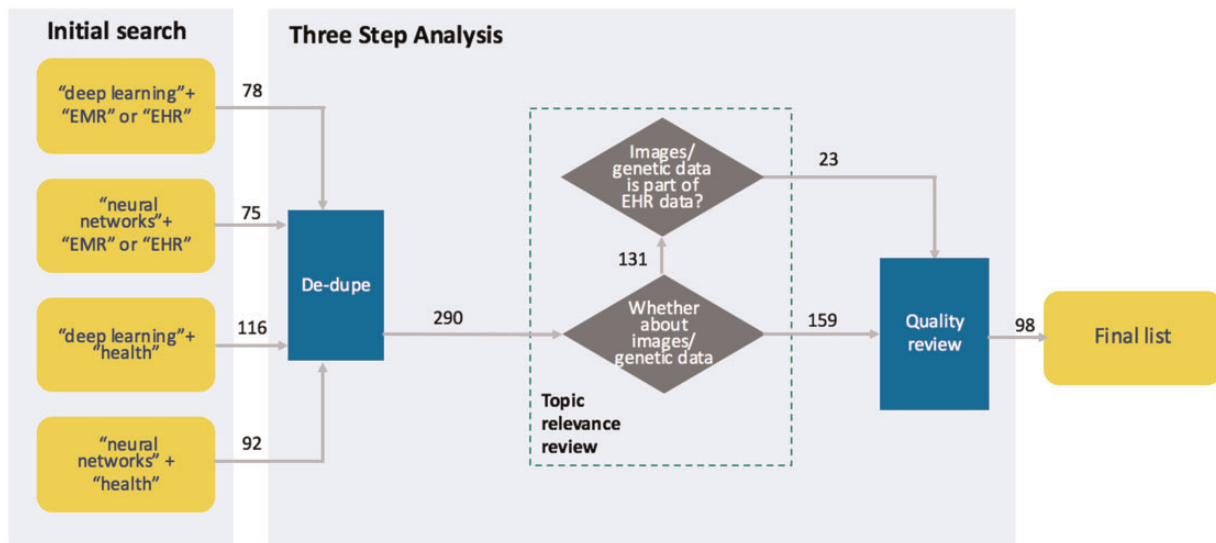 Initial search
Three Step Analysis
“deep learning”+
“EMR” or “EHR”
78
“neural
networks”+
“EMR” or “EHR”
75
“deep learning”+
“health”
116
“neural
networks” +
“health”
92
De-dupe
290
Images/
genetic data
is part of
EHR data?
23
131
Whether
about
images/
genetic data
159
Topic
relevance
review
Quality
review
98
Final list